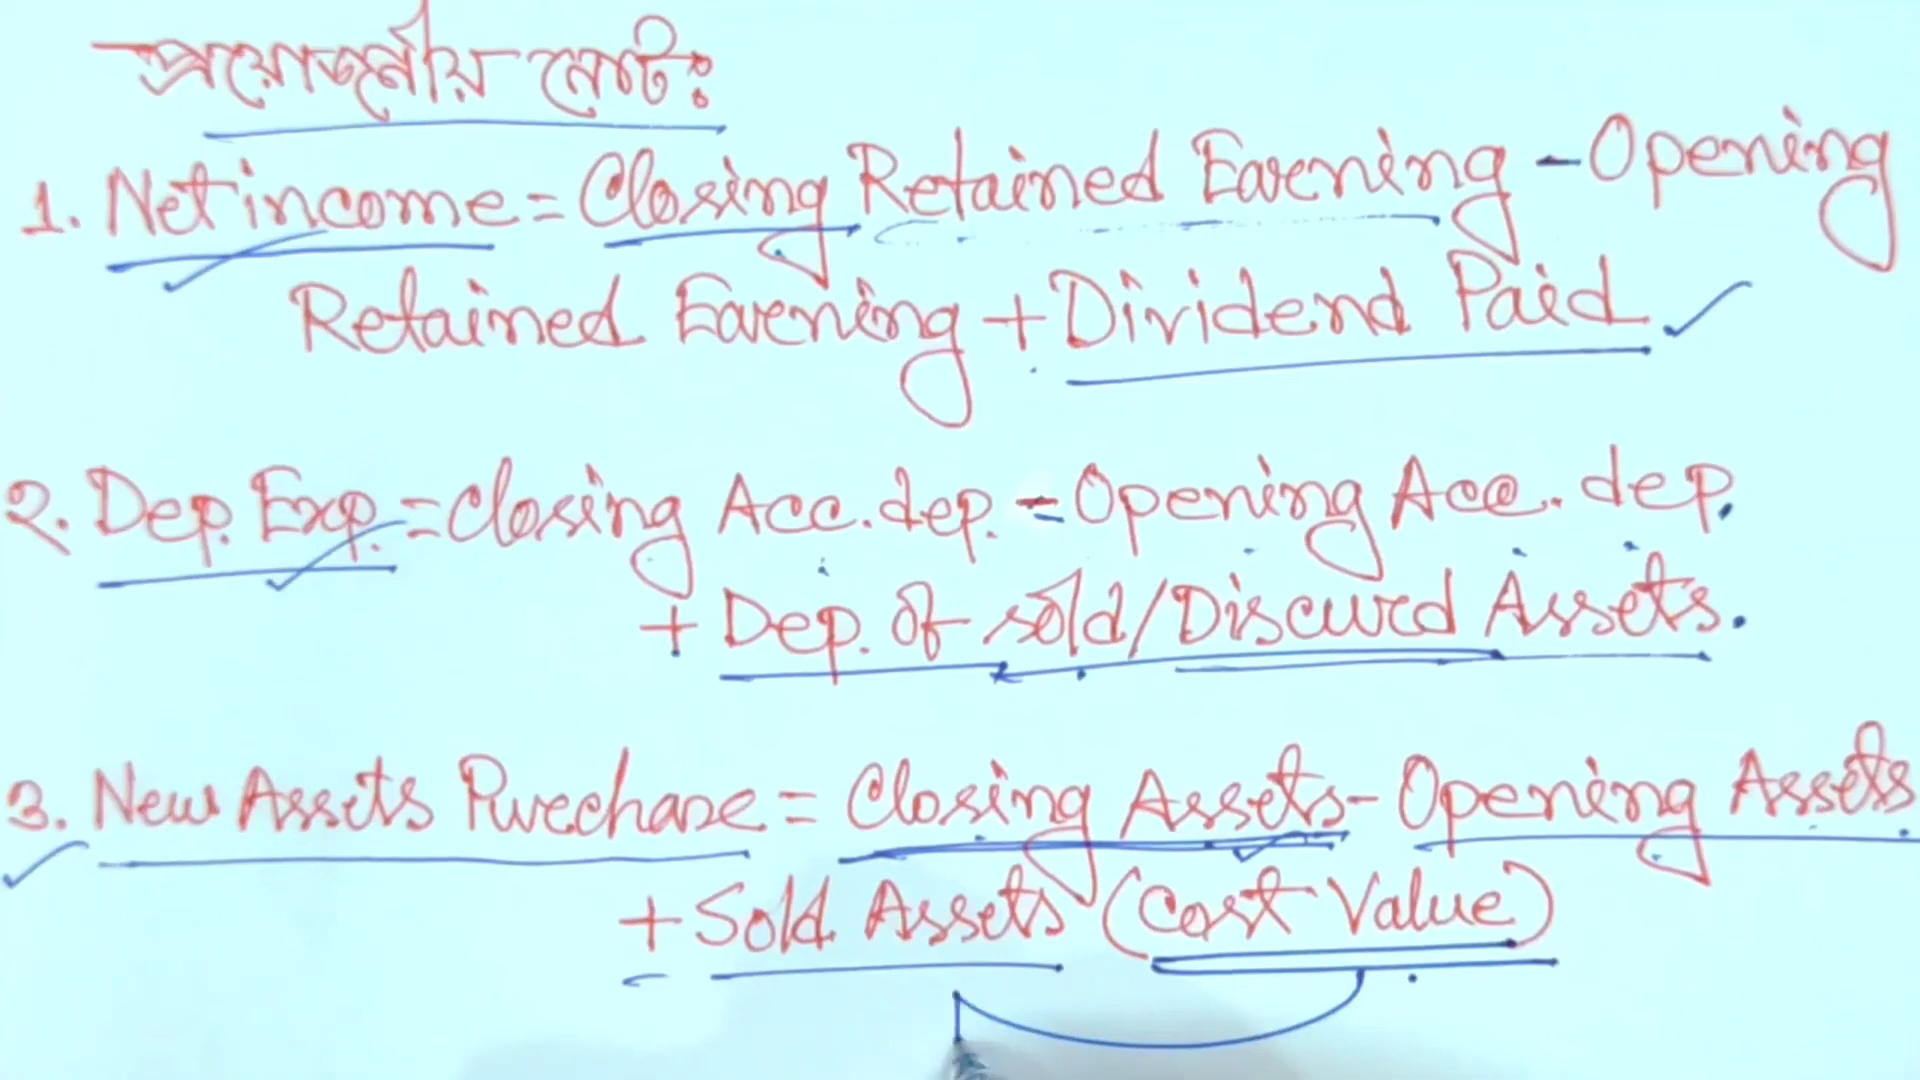 প্রয়োজনীয় নোট:
1. Net income = Closing Retained Earning - Opening
Retained Earning + Dividend Paid
2. Dep. Exp. = Closing Acc. dep. - Opening Acc. dep.
+ Dep. of sold/Discurd Assets.
3. New Assets Purchase = Closing Assets - Opening Assets
+ Sold Assets (Cost Value)